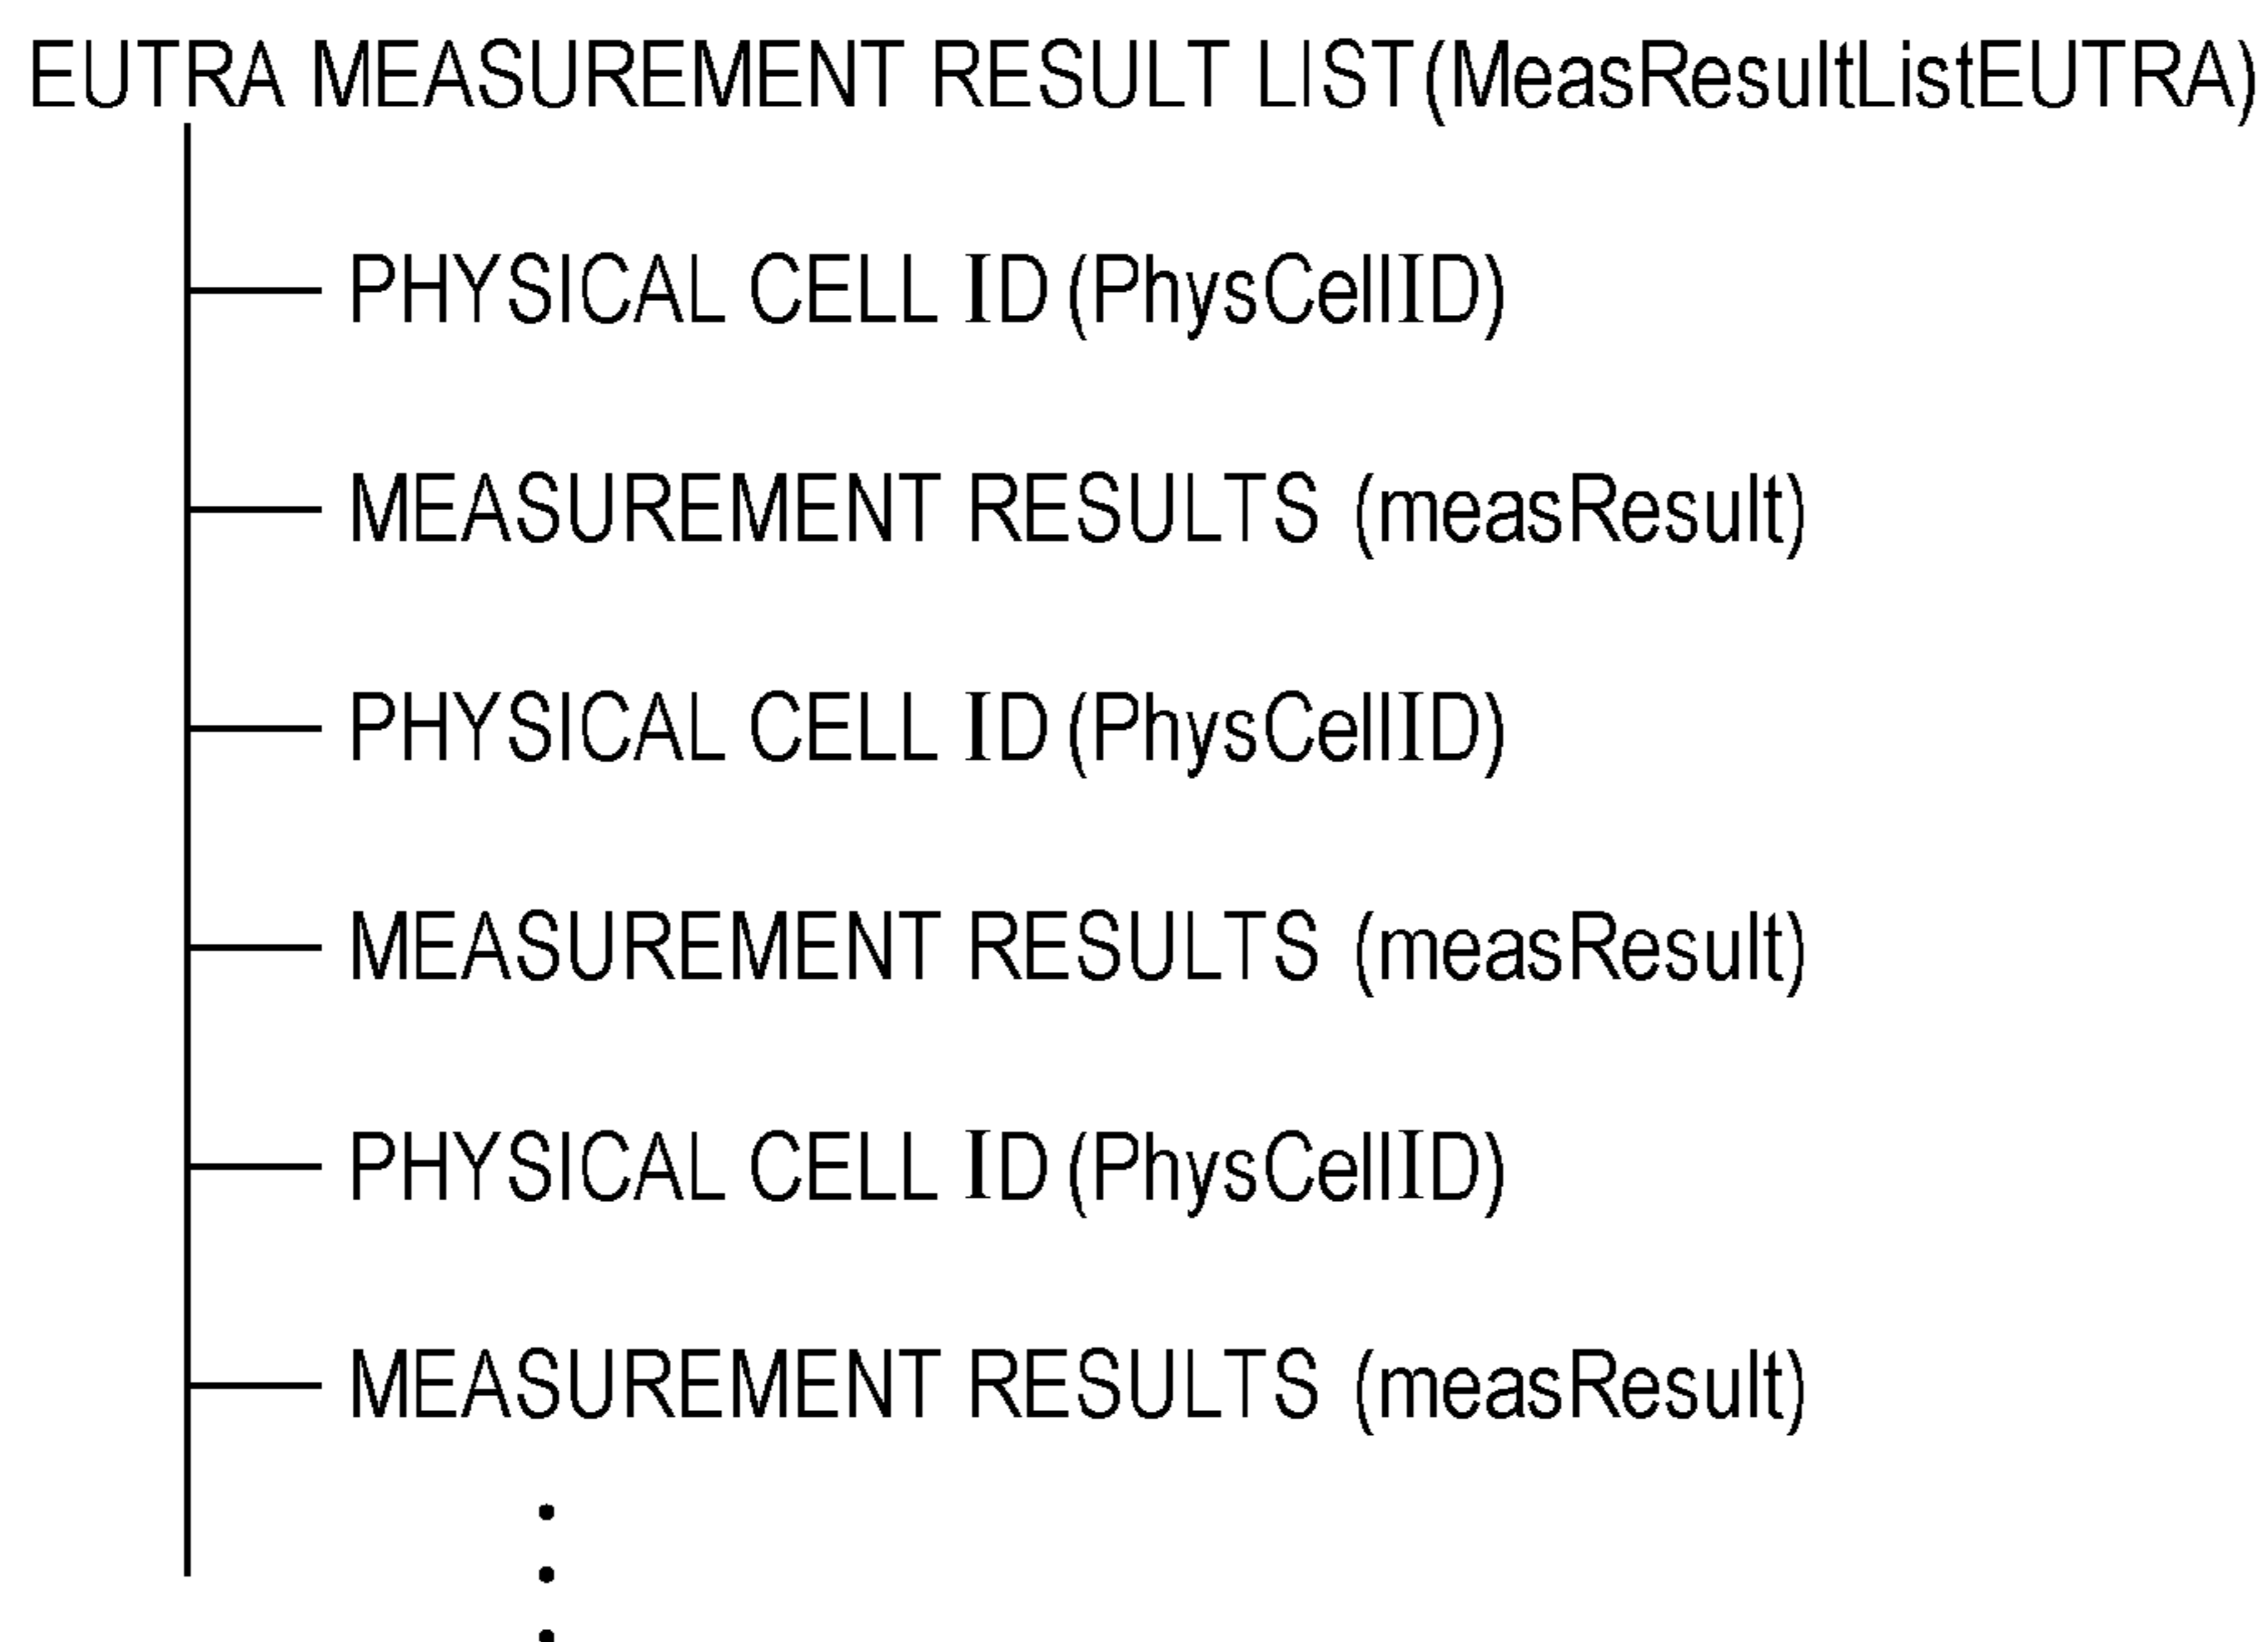 EUTRA MEASUREMENT RESULT LIST(MeasResultListEUTRA)
PHYSICAL CELL ID (PhysCellID)
MEASUREMENT RESULTS (measResult)
PHYSICAL CELL ID (PhysCellID)
MEASUREMENT RESULTS (measResult)
PHYSICAL CELL ID (PhysCellID)
MEASUREMENT RESULTS (measResult)